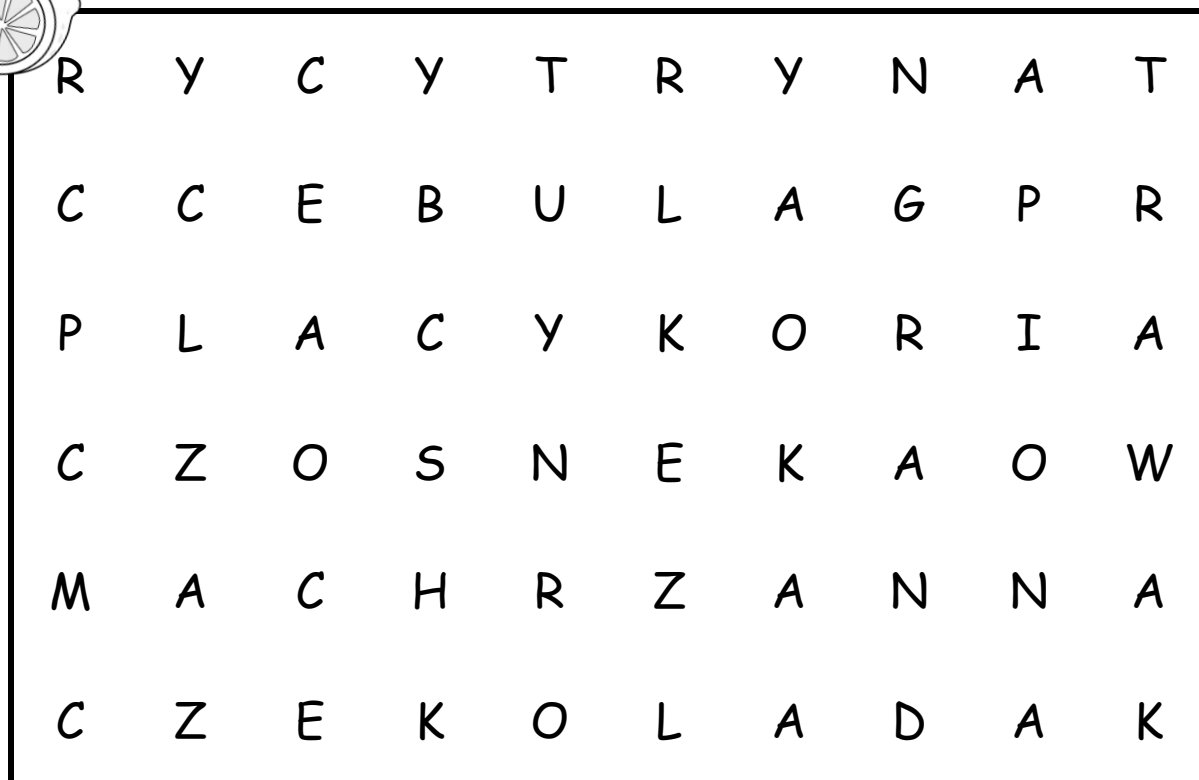 R Y C Y T R Y N A T
C C E B U L A G P R
P L A C Y K O R I A
C Z O S N E K A O W
M A C H R Z A N N A
C Z E K O L A D A K